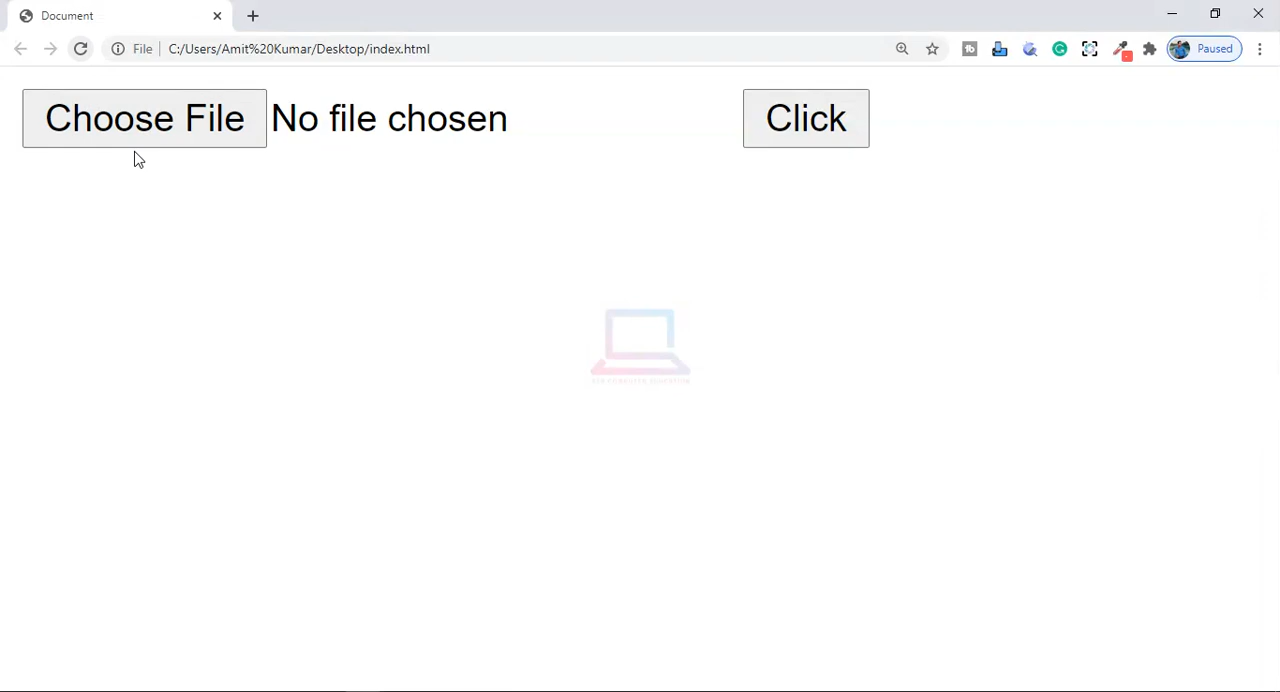 Document
File
C:/Users/Amit%20Kumar/Desktop/index.html
Paused
Choose File No file chosen
Click